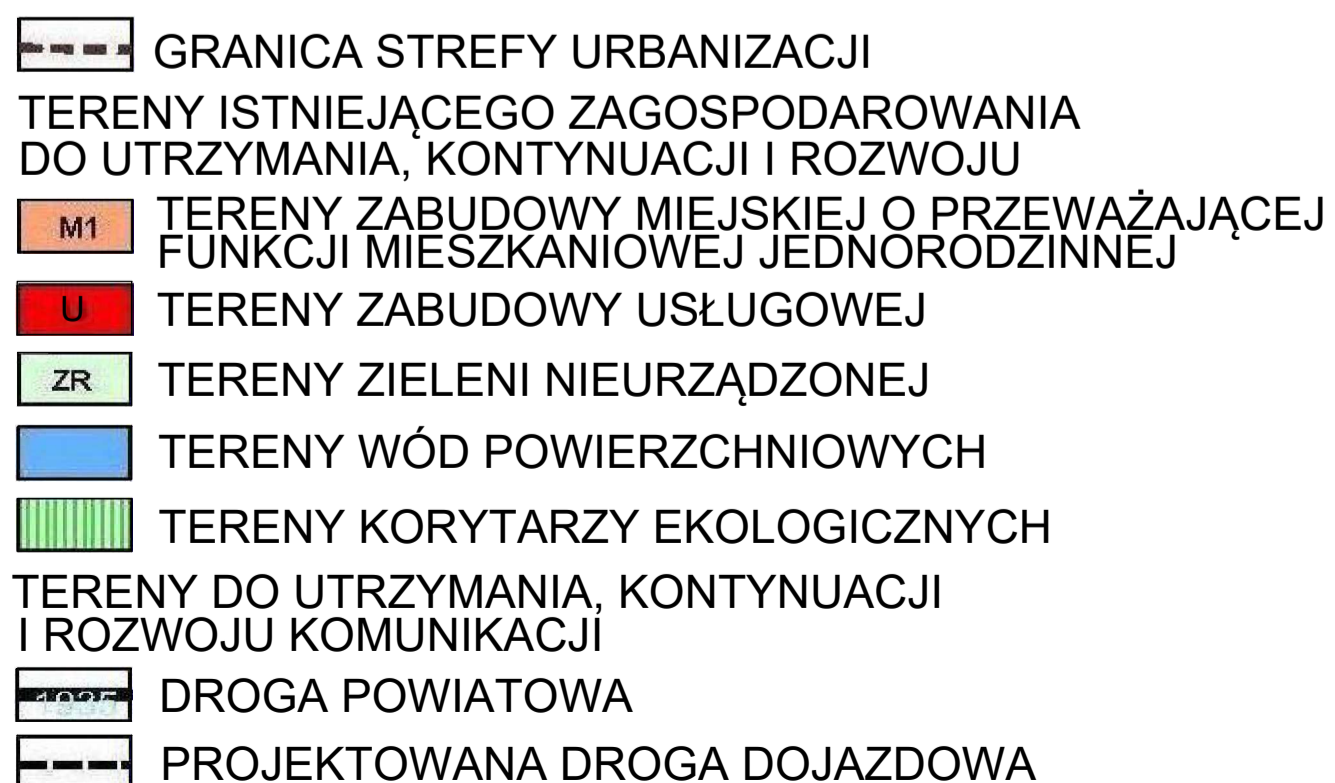 GRANICA STREFY URBANIZACJI
TERENY ISTNIEJĄCEGO ZAGOSPODAROWANIA
DO UTRZYMANIA, KONTYNUACJI I ROZWOJU
M1 TERENY ZABUDOWY MIEJSKIEJ O PRZEWAŻAJĄCEJ
FUNKCJI MIESZKANIOWEJ JEDNORODZINNEJ
U TERENY ZABUDOWY USŁUGOWEJ
ZR TERENY ZIELENI NIEURZĄDZONEJ
TERENY WÓD POWIERZCHNIOWYCH
TERENY KORYTARZY EKOLOGICZNYCH
TERENY DO UTRZYMANIA, KONTYNUACJI
I ROZWOJU KOMUNIKACJI
DROGA POWIATOWA
PROJEKTOWANA DROGA DOJAZDOWA